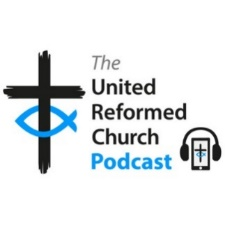 The
United
Reformed
Church
Podcast